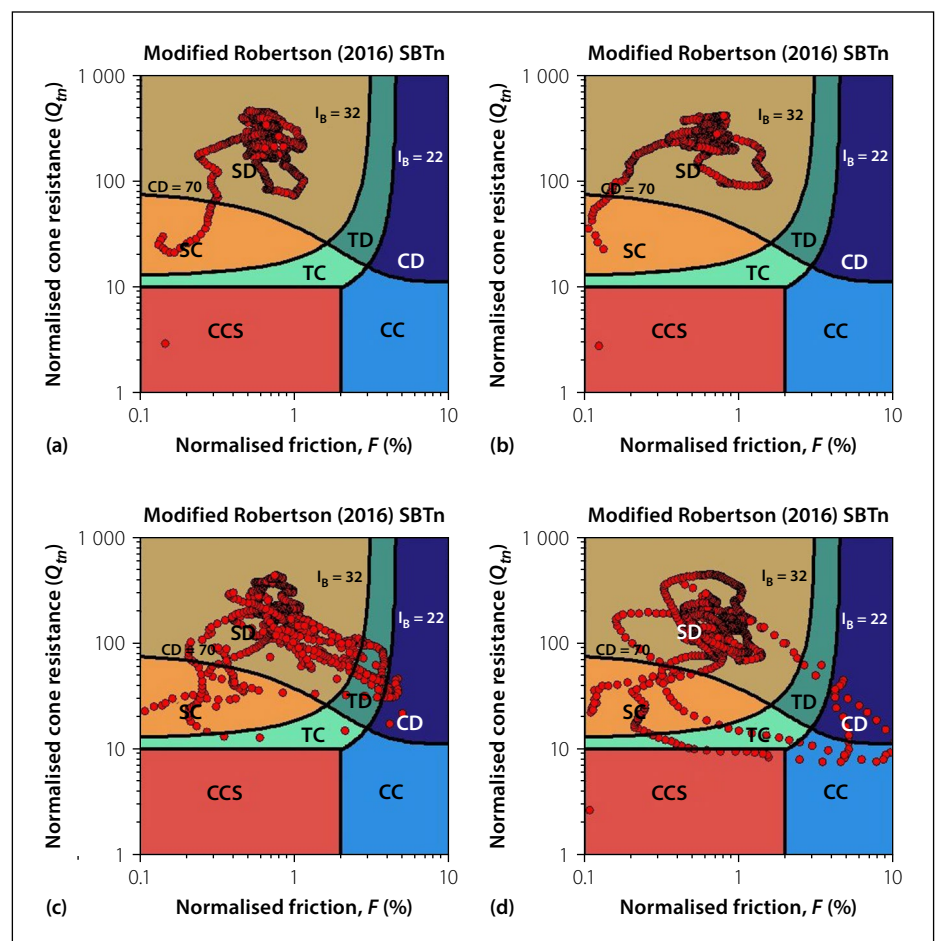 Modified Robertson (2016) SBTn
Normalised cone resistance (Qtn)
1 000
100
10
1
I_B = 32
I_B = 22
SD
CD = 70
SC
TD
TC
CD
CCS
CC
0.1
1
10
(a)
Normalised friction, F (%)
Modified Robertson (2016) SBTn
Normalised cone resistance (Qtn)
1 000
100
10
1
I_B = 32
I_B = 22
SD
CD = 70
SC
TD
TC
CD
CCS
CC
0.1
1
10
(b)
Normalised friction, F (%)
Modified Robertson (2016) SBTn
Normalised cone resistance (Qtn)
1 000
100
10
1
I_B = 32
I_B = 22
SD
CD = 70
SC
TD
TC
CD
CCS
CC
0.1
1
10
(c)
Normalised friction, F (%)
Modified Robertson (2016) SBTn
Normalised cone resistance (Qtn)
1 000
100
10
1
I_B = 32
I_B = 22
SD
CD = 70
SC
TD
TC
CD
CCS
CC
0.1
1
10
(d)
Normalised friction, F (%)